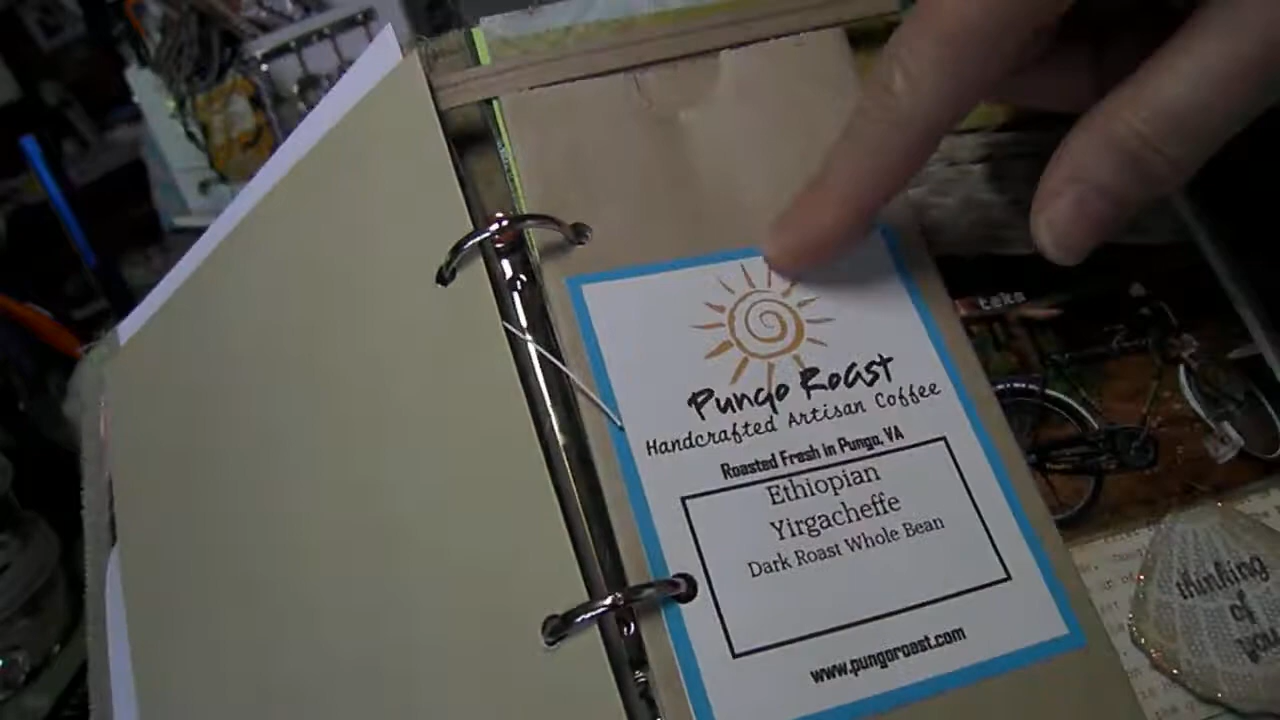 Pungo Roast
Handcrafted Artisan Coffee
Roasted Fresh in Pungo, VA
Ethiopian
Yirgacheffe
Dark Roast Whole Bean
www.pungoroast.com
thinking
of
you